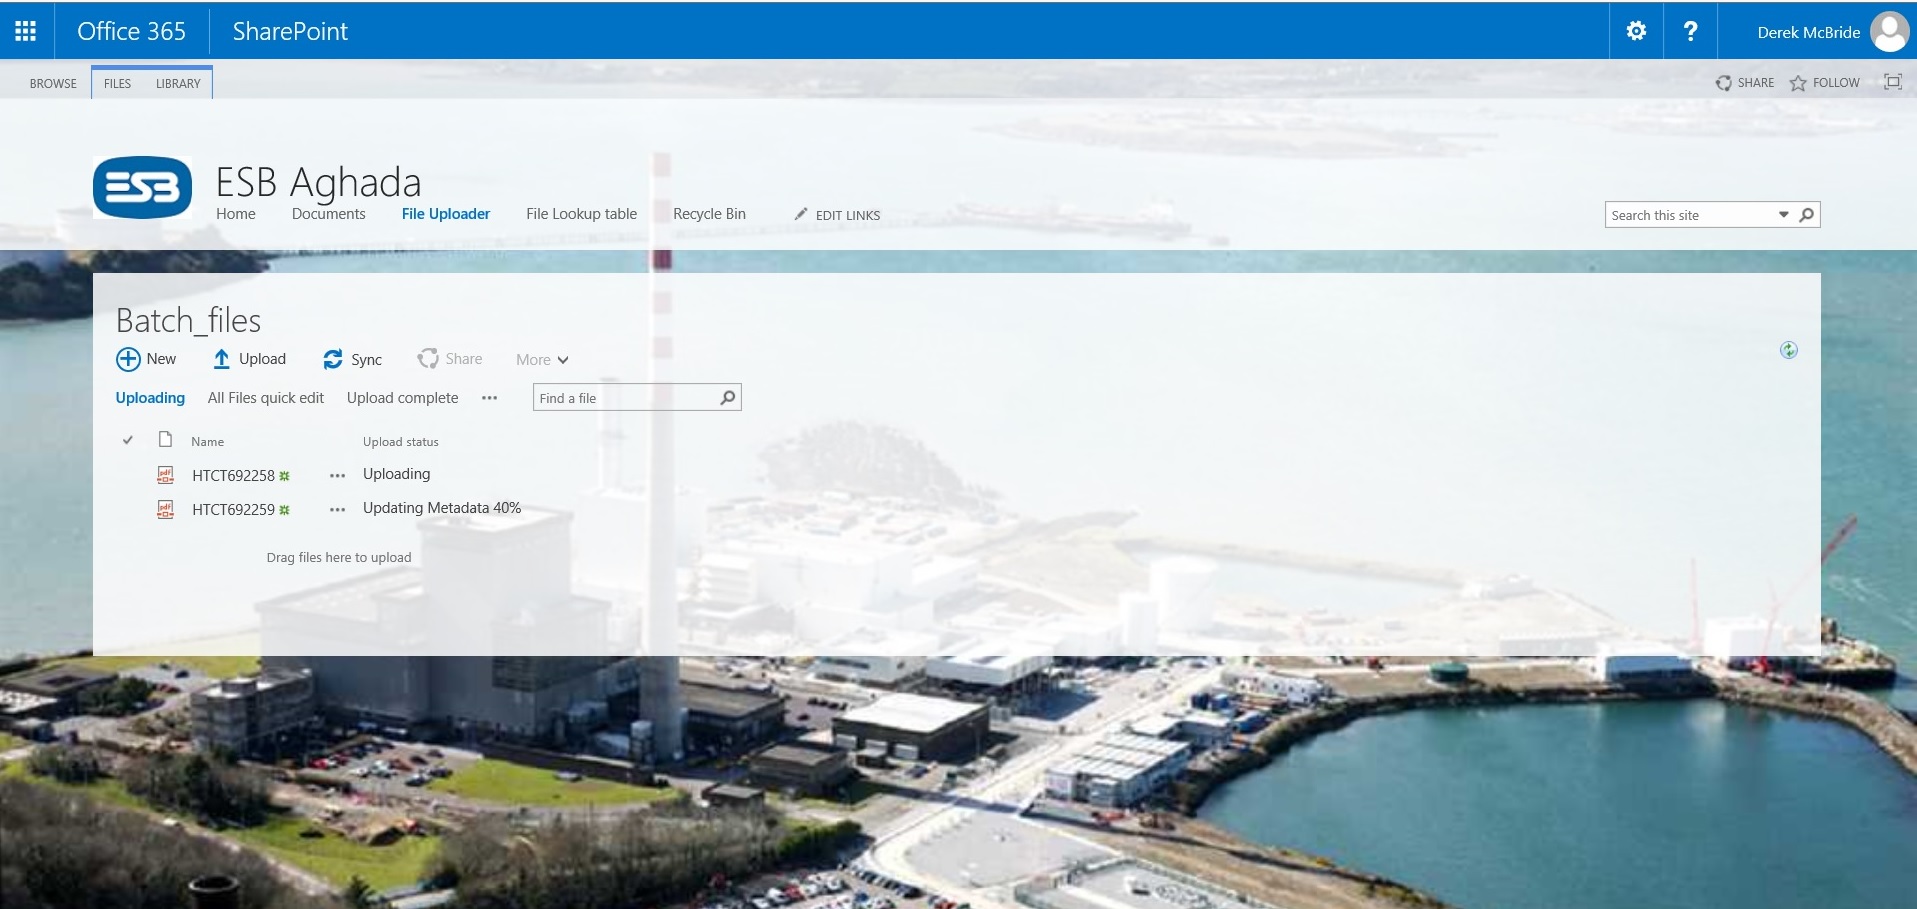 Office 365 SharePoint ? Derek McBride
BROWSE FILES LIBRARY SHARE FOLLOW
ESB
ESB Aghada
Home Documents File Uploader File Lookup table Recycle Bin EDIT LINKS Search this site
Batch_files
New Upload Sync Share More
Uploading All Files quick edit Upload complete ••• Find a file
Name Upload status
pdf HTCT692258 ••• Uploading
pdf HTCT692259 ••• Updating Metadata 40%
Drag files here to upload